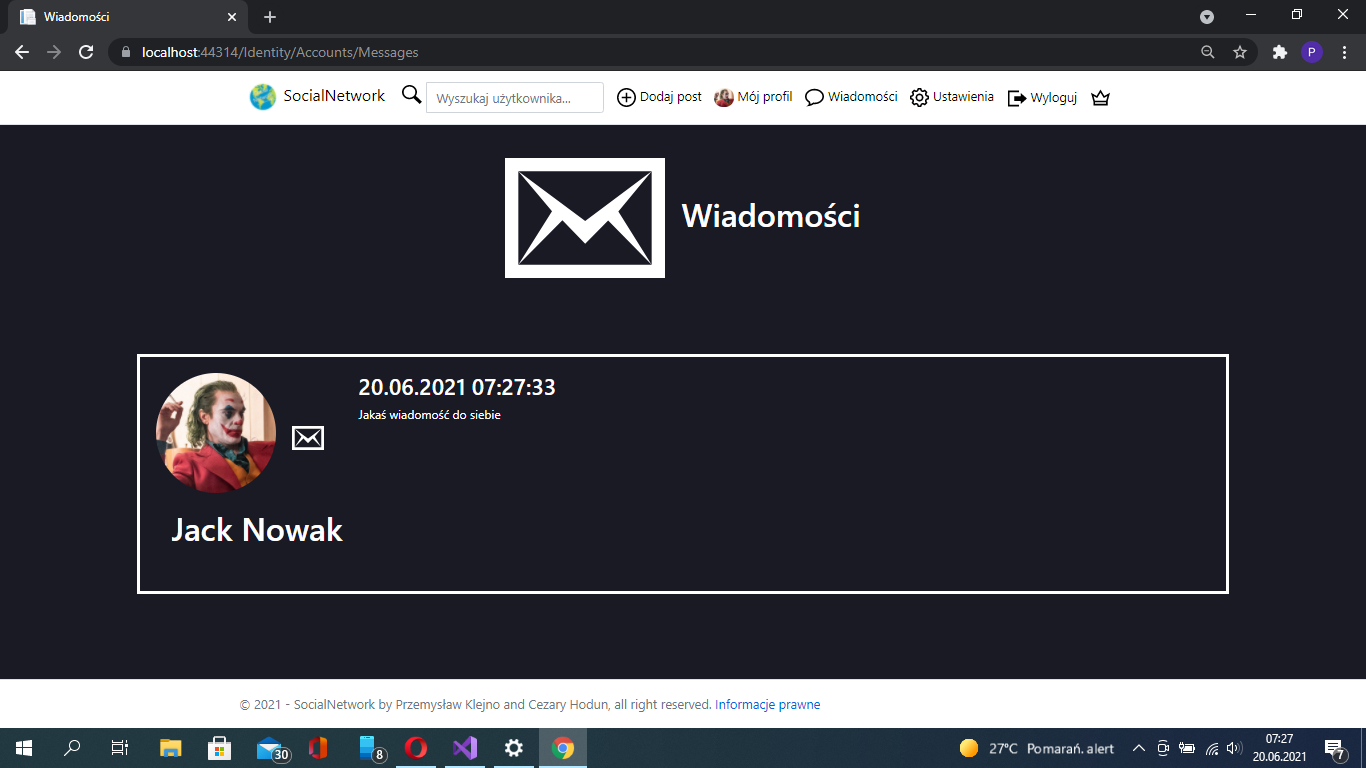 Wiadomości
localhost:44314/Identity/Accounts/Messages
P
SocialNetwork
Wyszukaj użytkownika...
Dodaj post
Mój profil
Wiadomości
Ustawienia
Wyloguj
Wiadomości
20.06.2021 07:27:33
Jakaś wiadomość do siebie
Jack Nowak
© 2021 - SocialNetwork by Przemysław Klejno and Cezary Hodun, all right reserved. Informacje prawne
30
8
27°C Pomarań. alert
07:27
20.06.2021
7